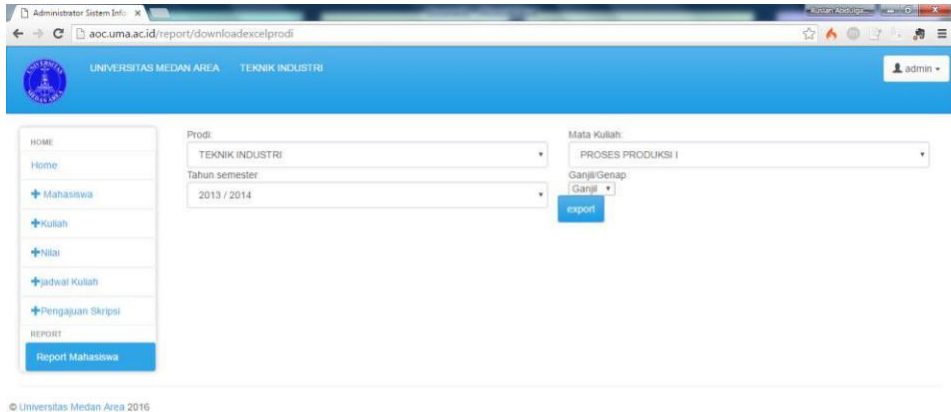 Administrator Sistem Info
aoc.uma.ac.id/report/downloadexcelprodi
UNIVERSITAS MEDAN AREA TEKNIK INDUSTRI
admin
HOME
Home
Mahasiswa
Kuliah
Nilai
jadwal Kuliah
Pengajuan Skripsi
REPORT
Report Mahasiswa
Prodi:
TEKNIK INDUSTRI
Tahun semester
2013 / 2014
Mata Kuliah:
PROSES PRODUKSI I
Ganjil/Genap
Ganjil
export
© Universitas Medan Area 2016